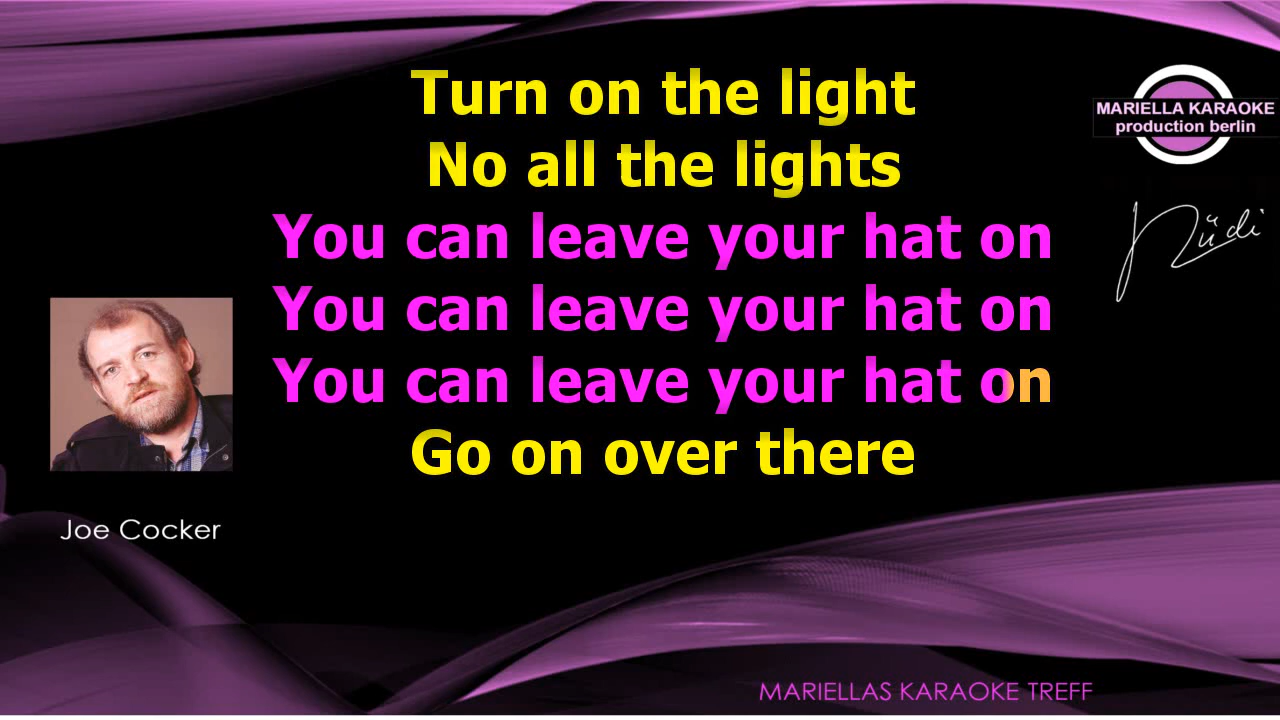 Turn on the light
No all the lights
You can leave your hat on
You can leave your hat on
You can leave your hat on
Go on over there
MARIELLA KARAOKE
production berlin
Rüdi
Joe Cocker
MARIELLAS KARAOKE TREFF